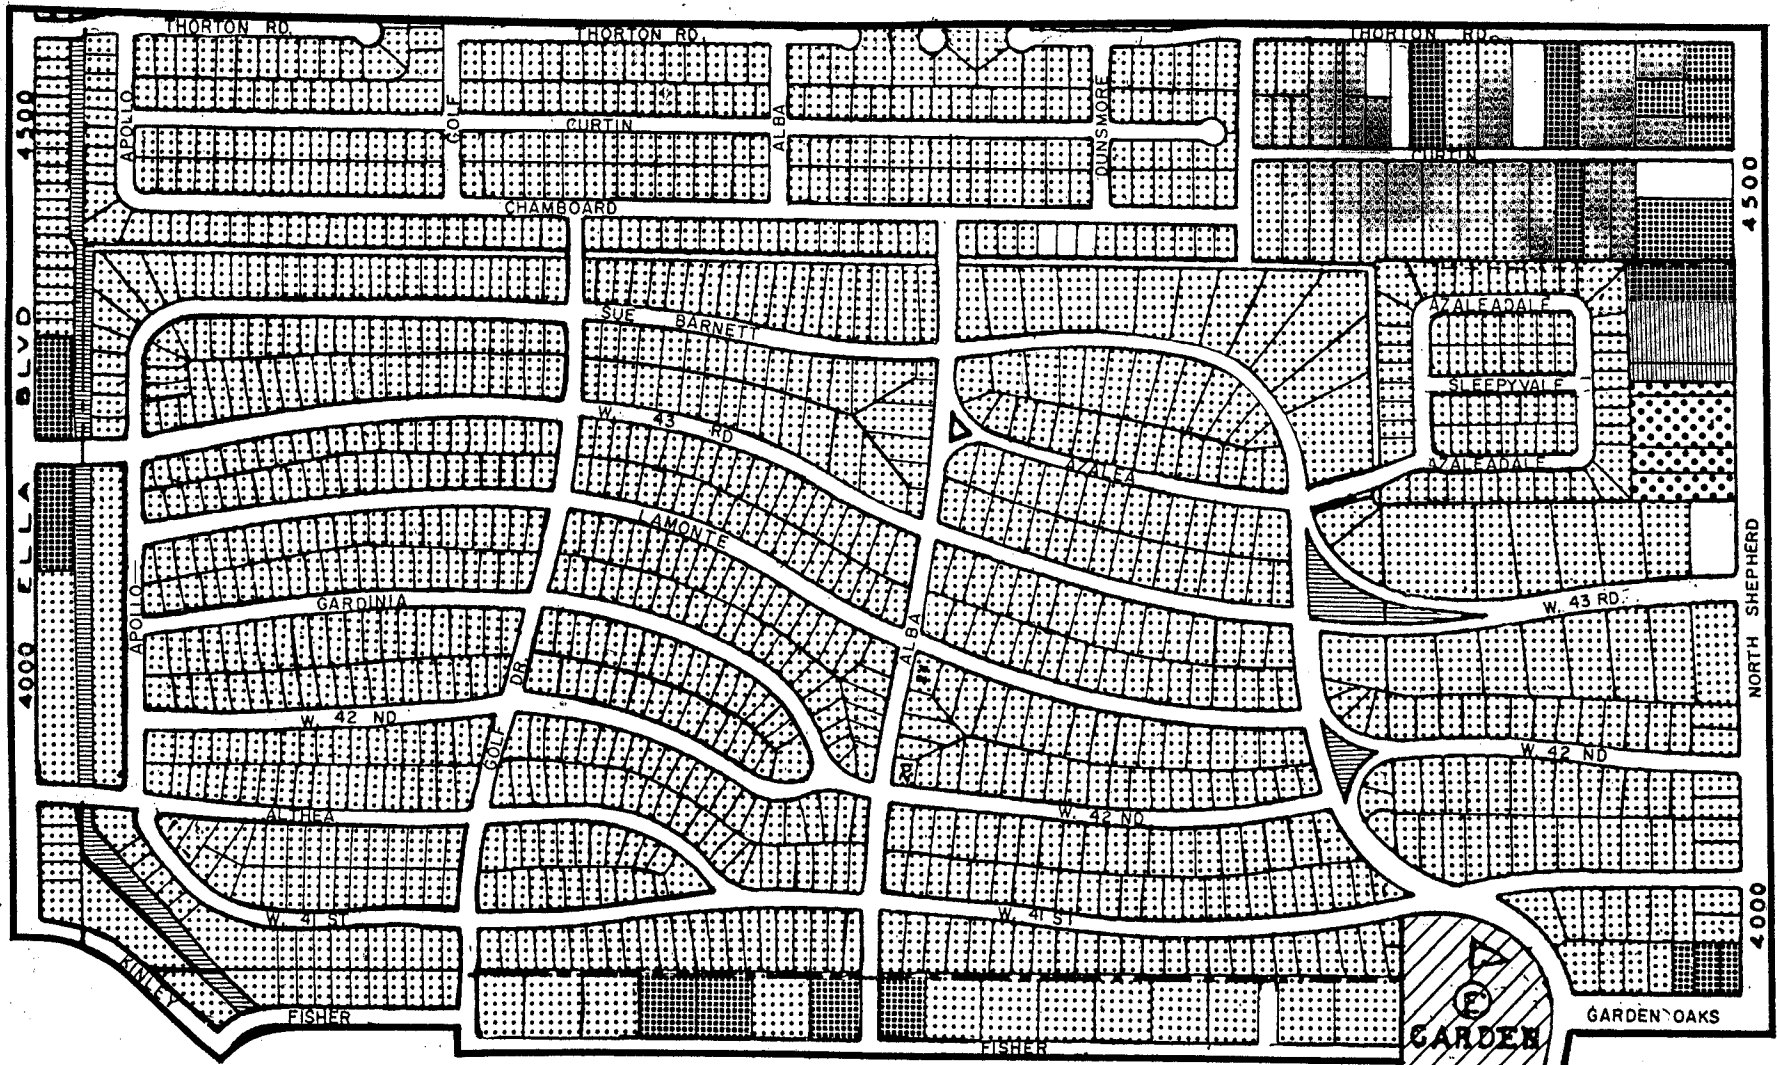 THORTON RD.
THORTON RD.
THORTON RD.
4500
APOLLO
GOLF
CURTIN
ALBA
DUNSMORE
CURTIN
4500
CHAMBOARD
ELLA BLVD
SUE BARNETT
AZALEADALE
SLEEPYVALE
W. 43 RD
AZALEA
AZALEADALE
LAMONTE
NORTH SHEPHERD
APOLLO
GARDINIA
W. 43 RD.
ALBA
4000
DR.
W. 42 ND
GOLF
W. 42 ND
ALTHEA
W. 42 ND
W. 41 ST
W. 41 ST
4000
KINLEY
FISHER
E
GARDEN OAKS
GARDEN
FISHER